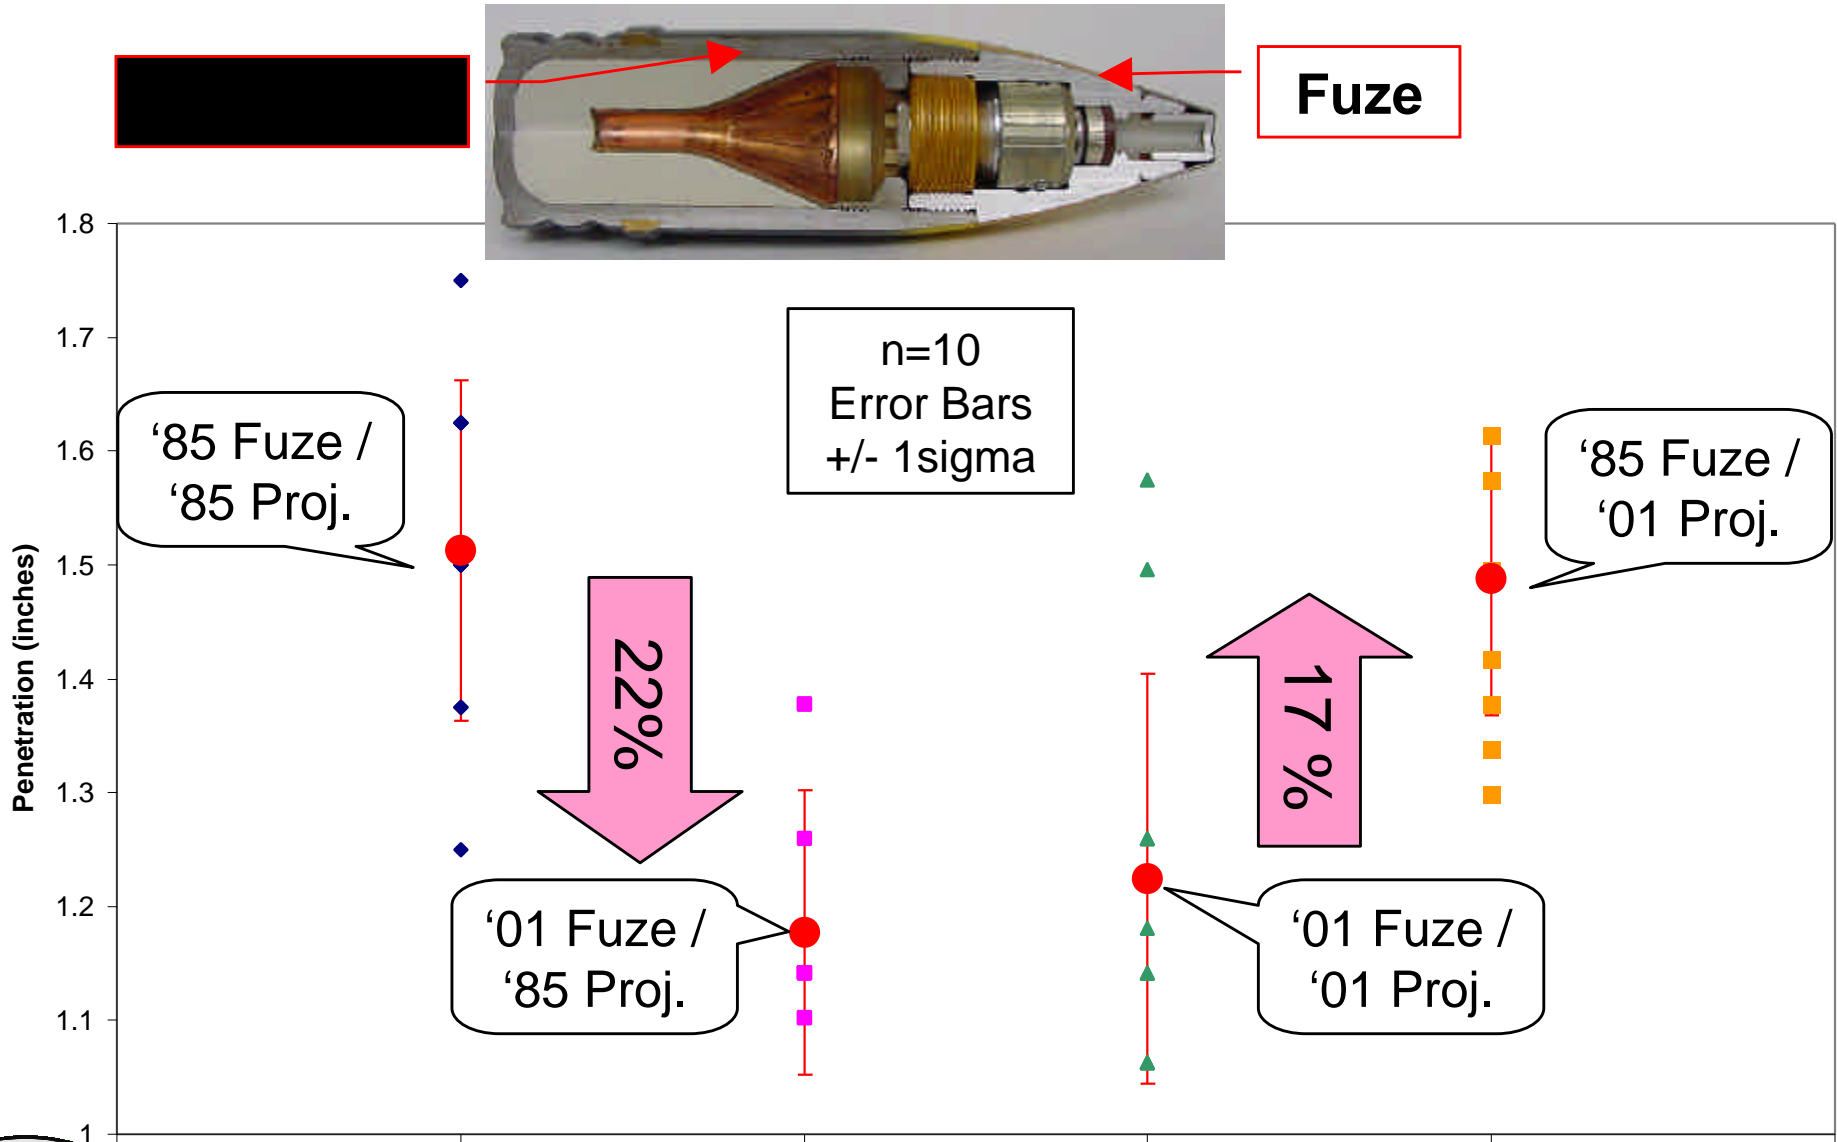 Fuze
1.8
1.7
1.6
1.5
1.4
1.3
1.2
1.1
1
Penetration (inches)
n=10
Error Bars
+/- 1sigma
‘85 Fuze /
‘85 Proj.
22%
‘01 Fuze /
‘85 Proj.
‘01 Fuze /
‘01 Proj.
17 %
‘85 Fuze /
‘01 Proj.